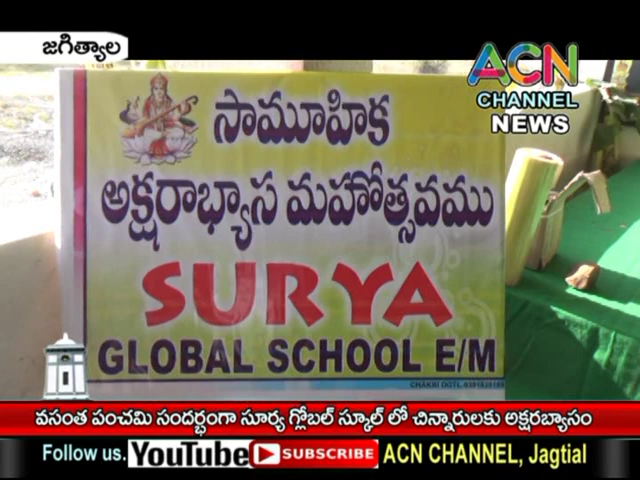 జగిత్యాల
ACN
CHANNEL
NEWS
సామూహిక
అక్షరాభ్యాస మహోత్సవము
SURYA
GLOBAL SCHOOL E/M
వసంత పంచమి సందర్భంగా సూర్య గ్లోబల్ స్కూల్ లో చిన్నారులకు అక్షరభ్యాసం
Follow us. YouTube SUBSCRIBE ACN CHANNEL, Jagtial